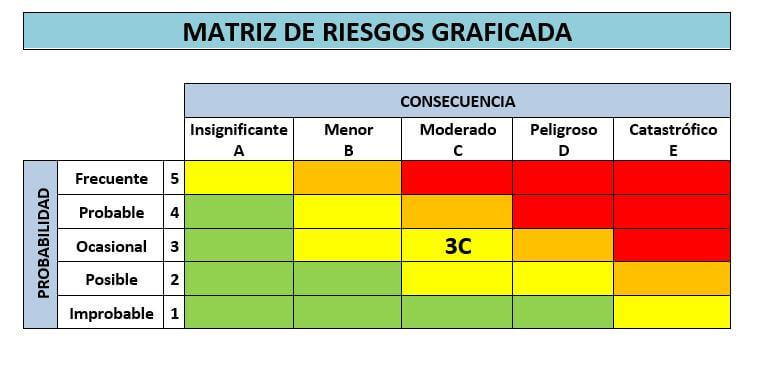 MATRIZ DE RIESGOS GRAFICADA
CONSECUENCIA
Insignificante Menor Moderado Peligroso Catastrófico
A B C D E
PROBABILIDAD
Frecuente 5
Probable 4
Ocasional 3 3C
Posible 2
Improbable 1